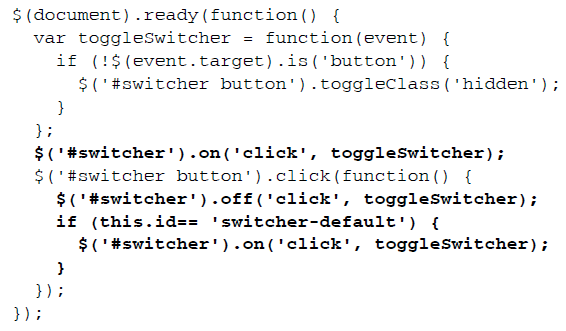 $(document).ready(function() {
  var toggleSwitcher = function(event) {
    if (!$(event.target).is('button')) {
      $('#switcher button').toggleClass('hidden');
    }
  };
  $('#switcher').on('click', toggleSwitcher);
  $('#switcher button').click(function() {
    $('#switcher').off('click', toggleSwitcher);
    if (this.id== 'switcher-default') {
      $('#switcher').on('click', toggleSwitcher);
    }
  });
});